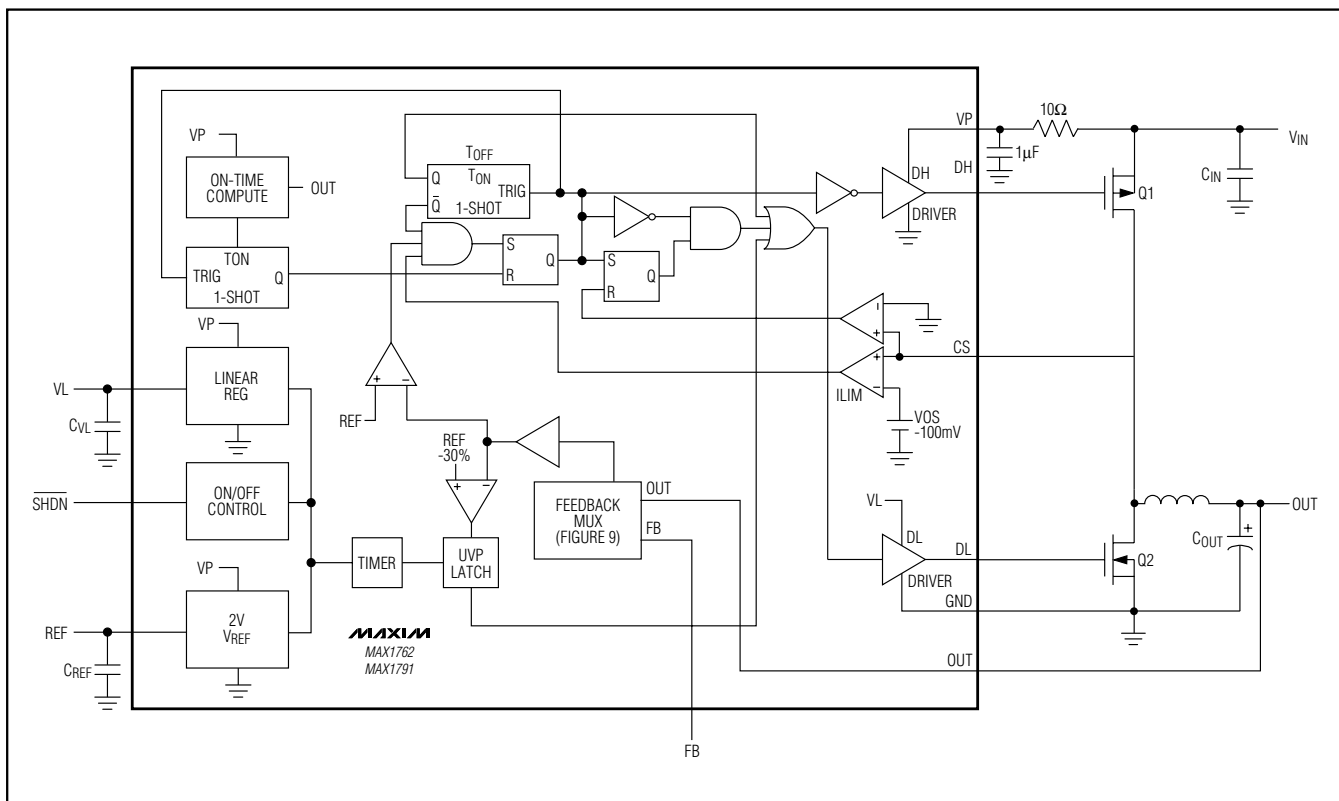 VP
ON-TIME
COMPUTE
OUT
TON
TRIG
Q
1-SHOT
TOFF
TON
Q
Q̅
TRIG
1-SHOT
S
R
Q
S
R
Q
VP
10Ω
1µF
VIN
CIN
DH
DH
DRIVER
Q1
VP
LINEAR
REG
VL
CVL
+
−
REF
REF
-30%
+
−
−
+
CS
+
−
ILIM
VOS
-100mV
SHDN
ON/OFF
CONTROL
TIMER
UVP
LATCH
FEEDBACK
MUX
(FIGURE 9)
OUT
FB
VL
DL
DL
DRIVER
GND
Q2
OUT
COUT
+
VP
2V
VREF
REF
CREF
MAXIM
MAX1762
MAX1791
OUT
FB